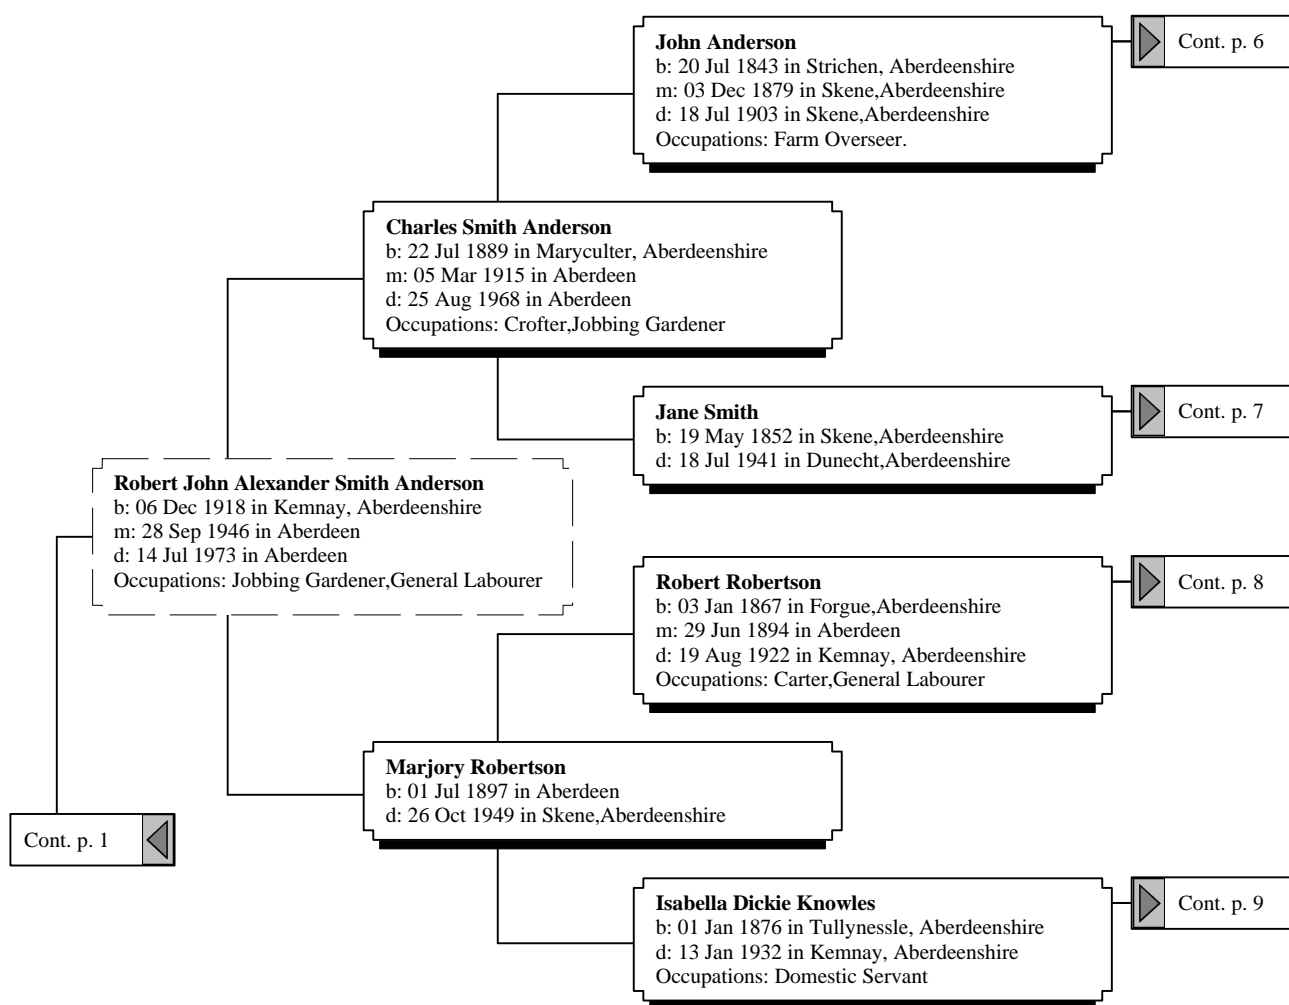 John Anderson
b: 20 Jul 1843 in Strichen, Aberdeenshire
m: 03 Dec 1879 in Skene,Aberdeenshire
d: 18 Jul 1903 in Skene,Aberdeenshire
Occupations: Farm Overseer.
Cont. p. 6
Charles Smith Anderson
b: 22 Jul 1889 in Maryculter, Aberdeenshire
m: 05 Mar 1915 in Aberdeen
d: 25 Aug 1968 in Aberdeen
Occupations: Crofter,Jobbing Gardener
Jane Smith
b: 19 May 1852 in Skene,Aberdeenshire
d: 18 Jul 1941 in Dunecht,Aberdeenshire
Cont. p. 7
Robert John Alexander Smith Anderson
b: 06 Dec 1918 in Kemnay, Aberdeenshire
m: 28 Sep 1946 in Aberdeen
d: 14 Jul 1973 in Aberdeen
Occupations: Jobbing Gardener,General Labourer
Robert Robertson
b: 03 Jan 1867 in Forgue,Aberdeenshire
m: 29 Jun 1894 in Aberdeen
d: 19 Aug 1922 in Kemnay, Aberdeenshire
Occupations: Carter,General Labourer
Cont. p. 8
Marjory Robertson
b: 01 Jul 1897 in Aberdeen
d: 26 Oct 1949 in Skene,Aberdeenshire
Cont. p. 1
Isabella Dickie Knowles
b: 01 Jan 1876 in Tullynessle, Aberdeenshire
d: 13 Jan 1932 in Kemnay, Aberdeenshire
Occupations: Domestic Servant
Cont. p. 9